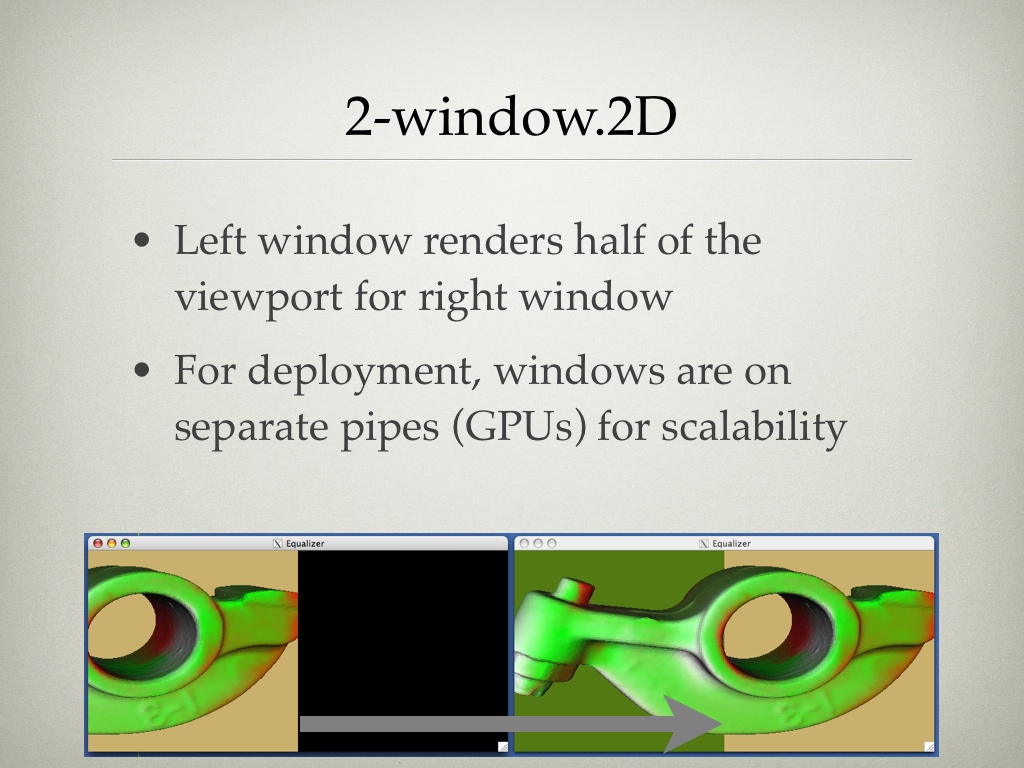 2-window.2D
• Left window renders half of the
viewport for right window
• For deployment, windows are on
separate pipes (GPUs) for scalability
X Equalizer
X Equalizer